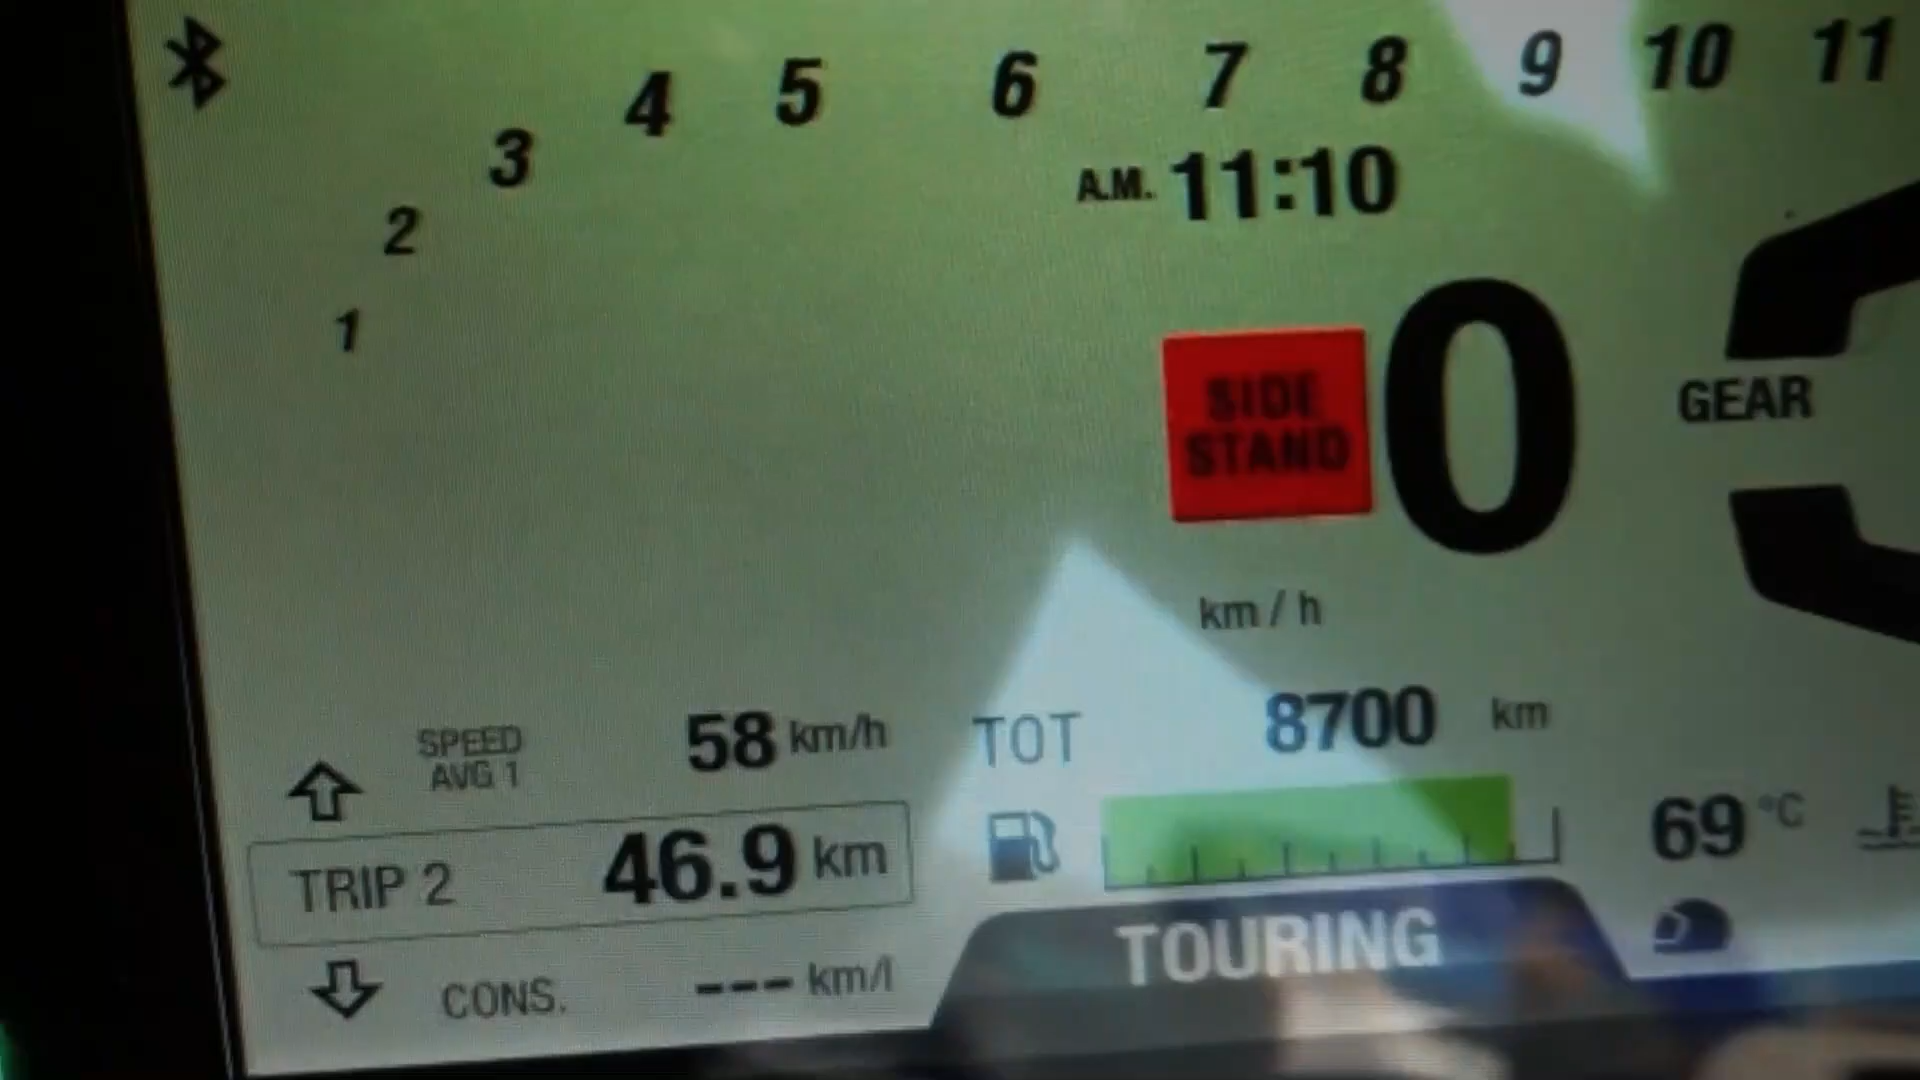 1 2 3 4 5 6 7 8 9 10 11
A.M. 11:10
SIDE
STAND
0
GEAR
km / h
SPEED
AVG 1
58 km/h
TOT 8700 km
TRIP 2 46.9 km
69 °C
CONS. --- km/l
TOURING